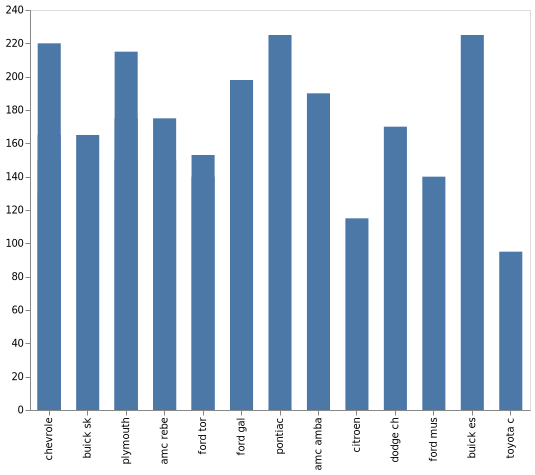 240
220
200
180
160
140
120
100
80
60
40
20
0
chevrole
buick sk
plymouth
amc rebe
ford tor
ford gal
pontiac
amc amba
citroen
dodge ch
ford mus
buick es
toyota c